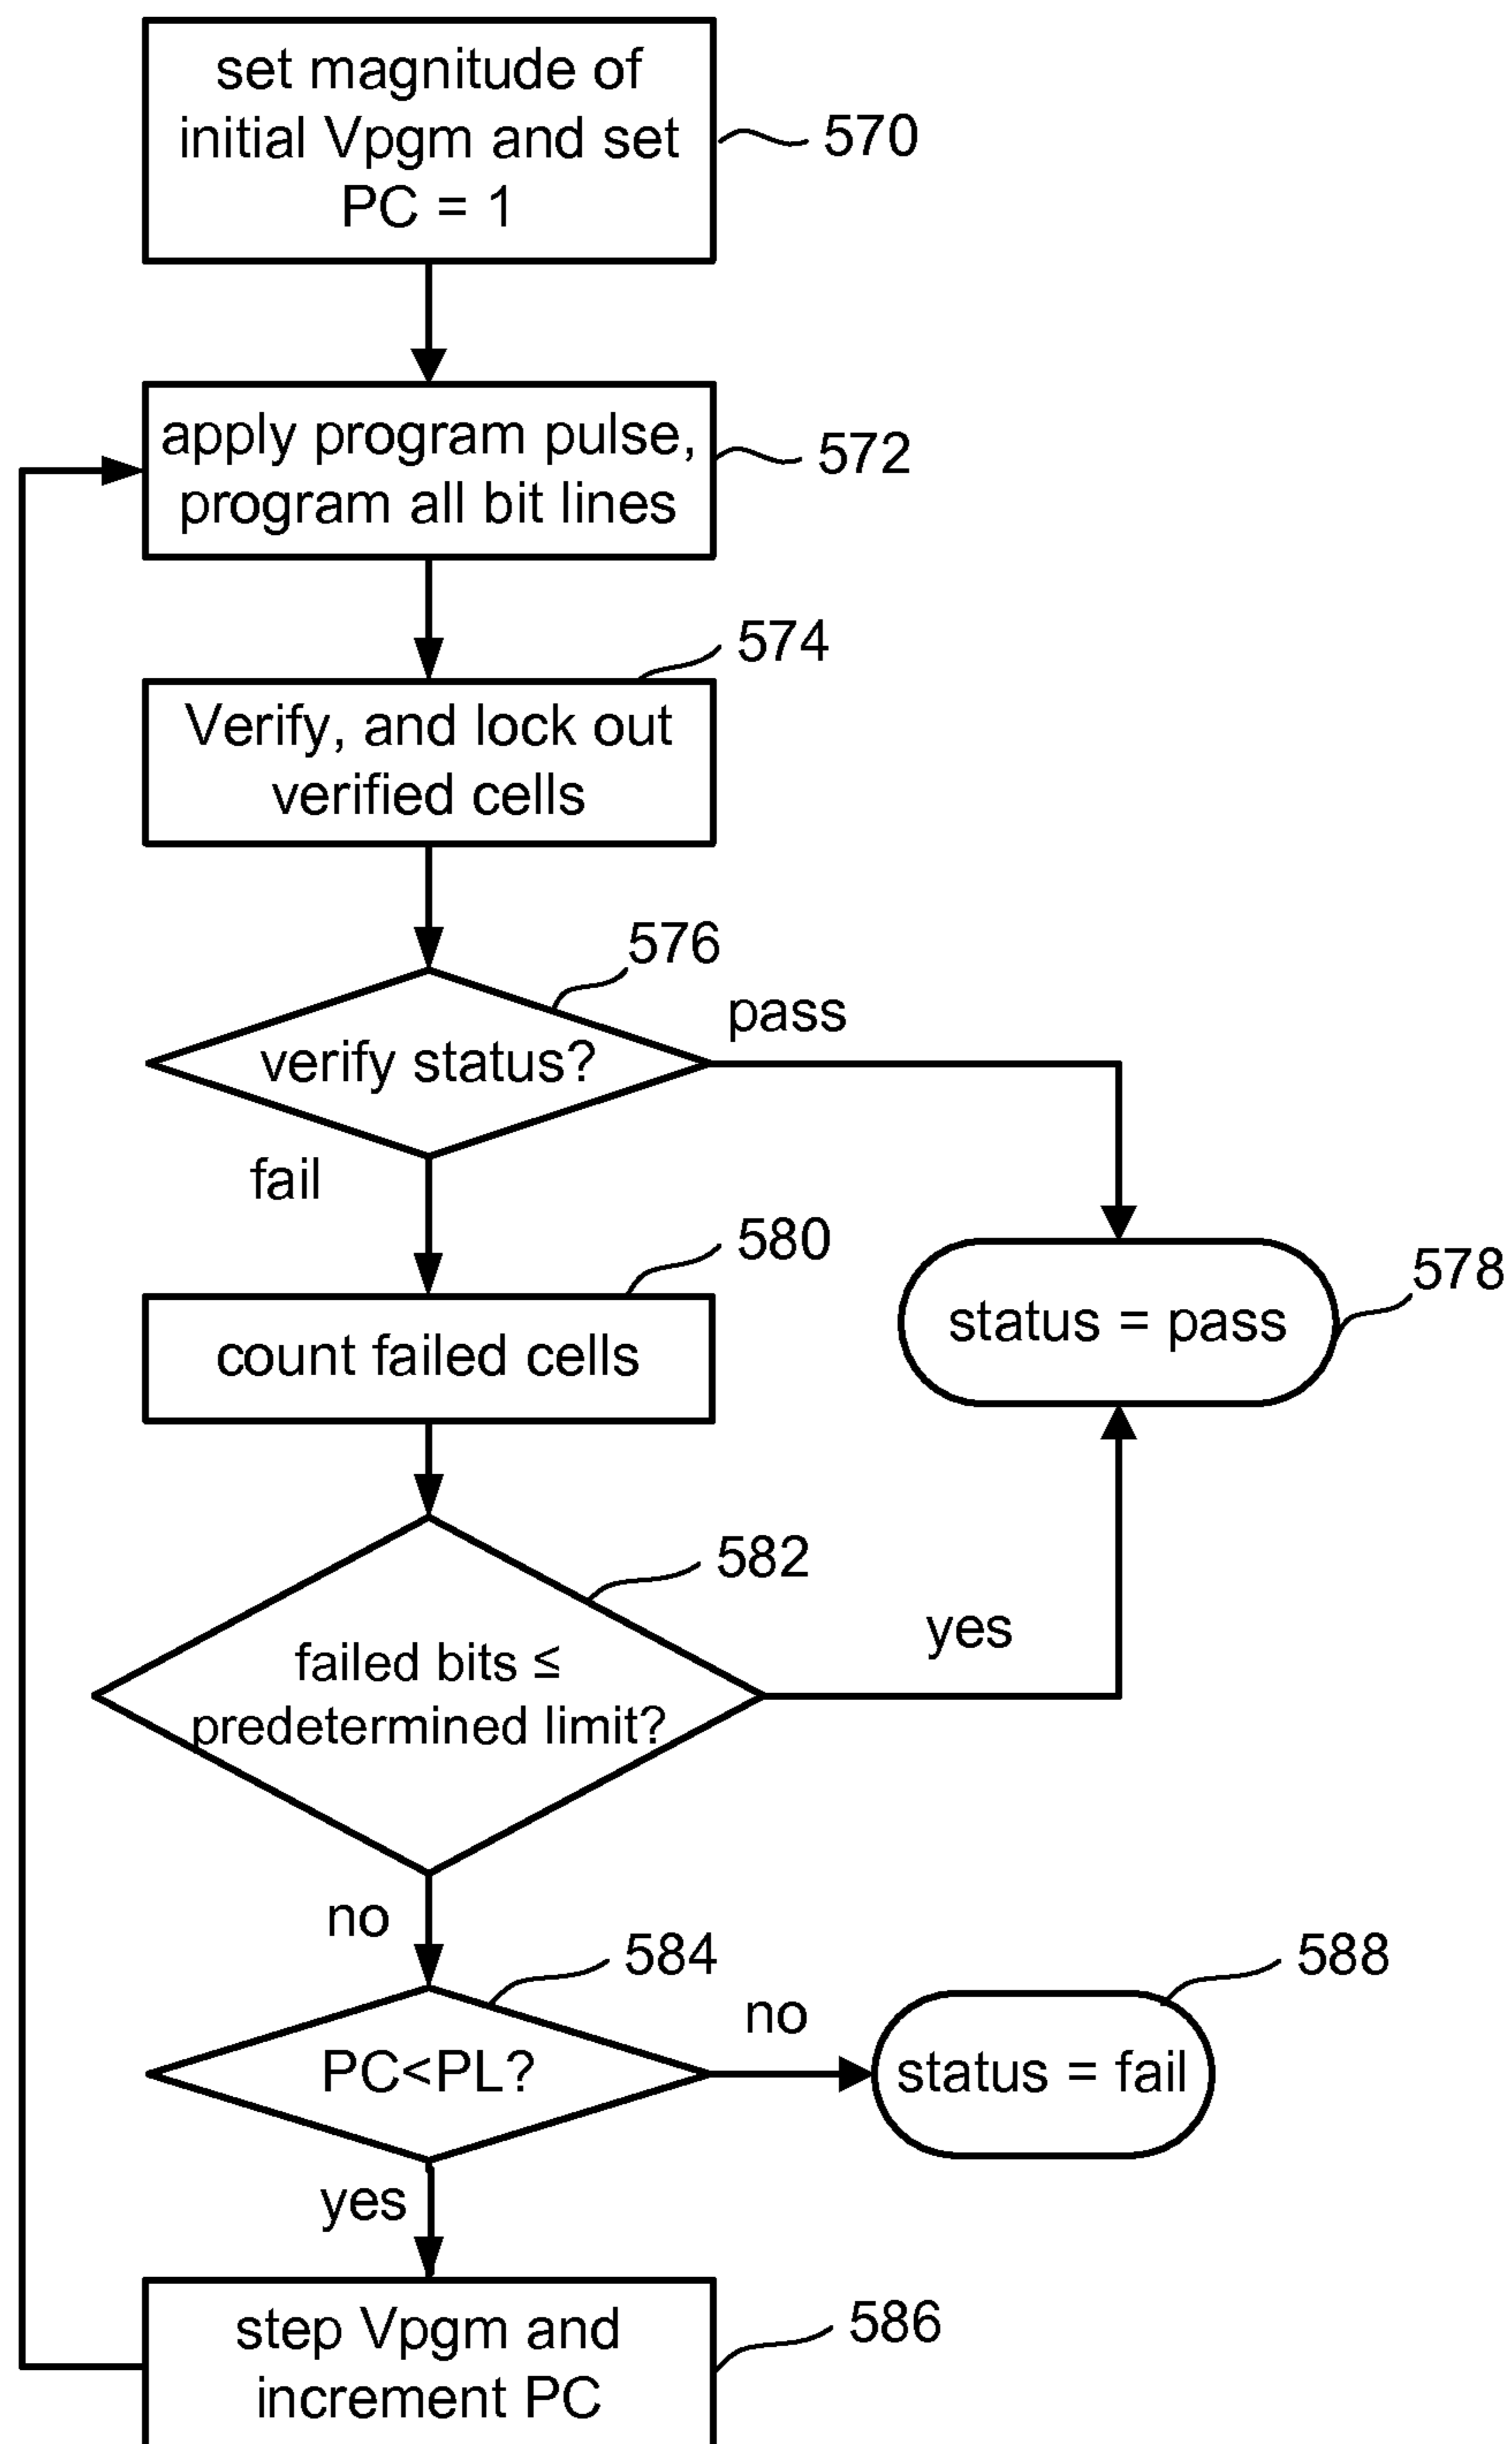 set magnitude of
initial Vpgm and set
PC = 1
570
apply program pulse,
program all bit lines
572
574
Verify, and lock out
verified cells
576
pass
verify status?
fail
580
578
status = pass
count failed cells
582
yes
failed bits ≤
predetermined limit?
no
584
588
no
PC<PL?
status = fail
yes
step Vpgm and
increment PC
586